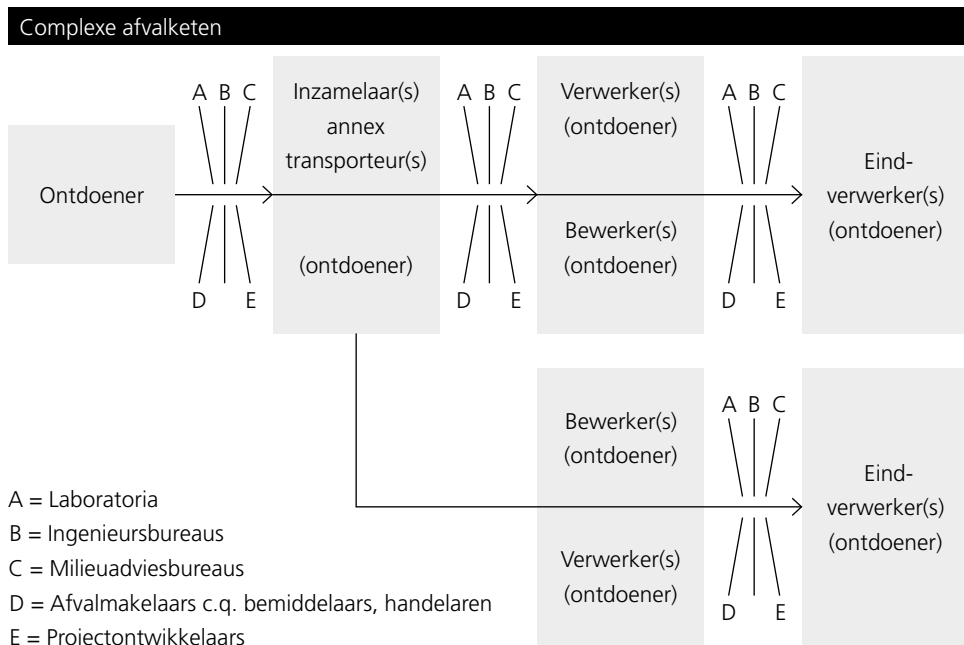 Complexe afvalketen
Ontdoener
A B C
D E
Inzamelaar(s)
annex
transporteur(s)
(ontdoener)
A B C
D E
Verwerker(s)
(ontdoener)
Bewerker(s)
(ontdoener)
A B C
D E
Eind-
verwerker(s)
(ontdoener)
Bewerker(s)
(ontdoener)
Verwerker(s)
(ontdoener)
A B C
D E
Eind-
verwerker(s)
(ontdoener)
A = Laboratoria
B = Ingenieursbureaus
C = Milieuadviesbureaus
D = Afvalmakelaars c.q. bemiddelaars, handelaren
E = Projectontwikkelaars